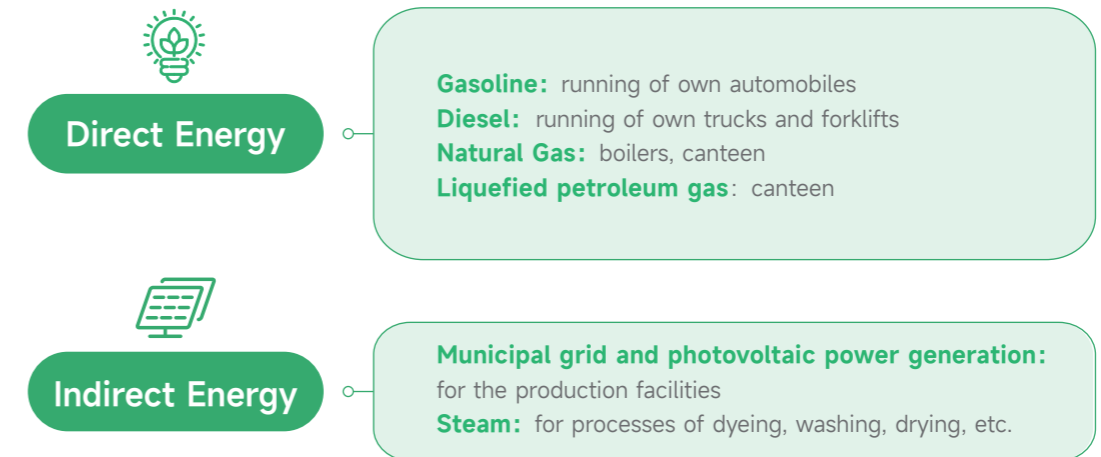 Direct Energy
Gasoline: running of own automobiles
Diesel: running of own trucks and forklifts
Natural Gas: boilers, canteen
Liquefied petroleum gas: canteen
Indirect Energy
Municipal grid and photovoltaic power generation:
for the production facilities
Steam: for processes of dyeing, washing, drying, etc.